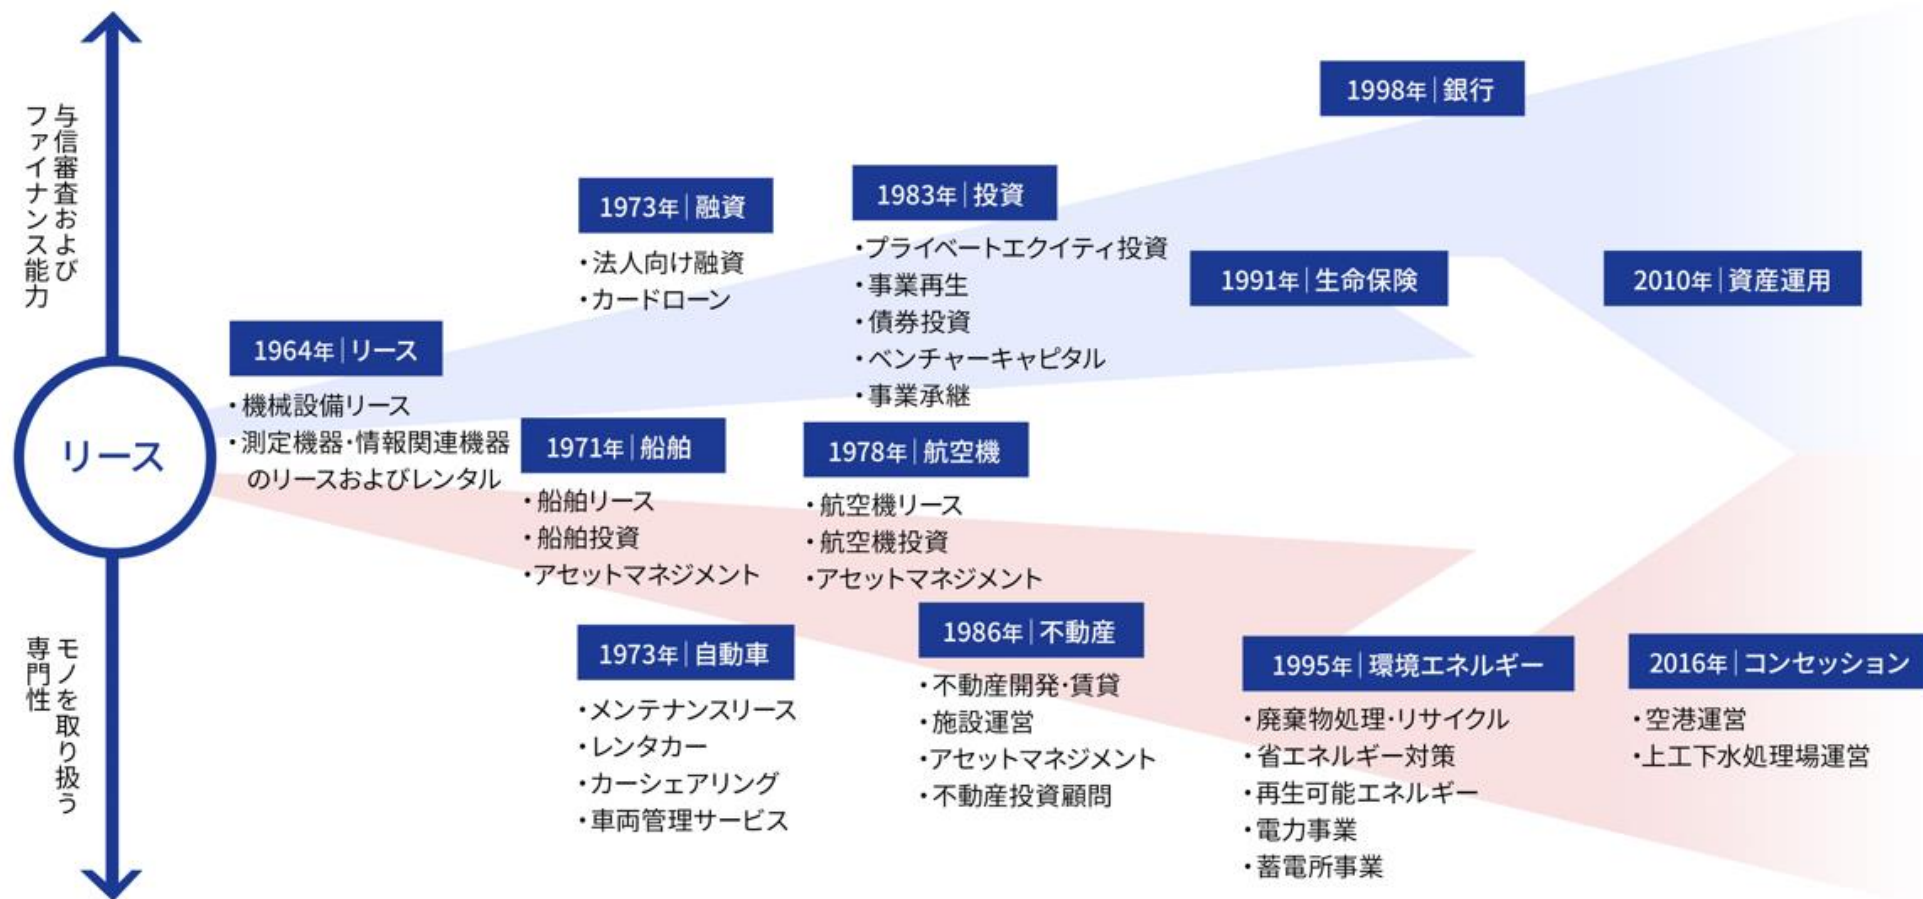 与信審査および
ファイナンス能力
リース
モノを取り扱う
専門性
1964年|リース
・機械設備リース
・測定機器・情報関連機器
のリースおよびレンタル
1973年|融資
・法人向け融資
・カードローン
1983年|投資
・プライベートエクイティ投資
・事業再生
・債券投資
・ベンチャーキャピタル
・事業承継
1998年|銀行
1991年|生命保険
2010年|資産運用
1971年|船舶
・船舶リース
・船舶投資
・アセットマネジメント
1978年|航空機
・航空機リース
・航空機投資
・アセットマネジメント
1973年|自動車
・メンテナンスリース
・レンタカー
・カーシェアリング
・車両管理サービス
1986年|不動産
・不動産開発・賃貸
・施設運営
・アセットマネジメント
・不動産投資顧問
1995年|環境エネルギー
・廃棄物処理・リサイクル
・省エネルギー対策
・再生可能エネルギー
・電力事業
・蓄電所事業
2016年|コンセッション
・空港運営
・上工下水処理場運営